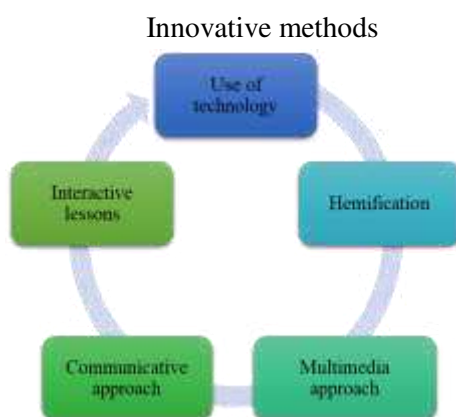 Innovative methods
Use of
technology
Hemification
Multimedia
approach
Communicative
approach
Interactive
lessons